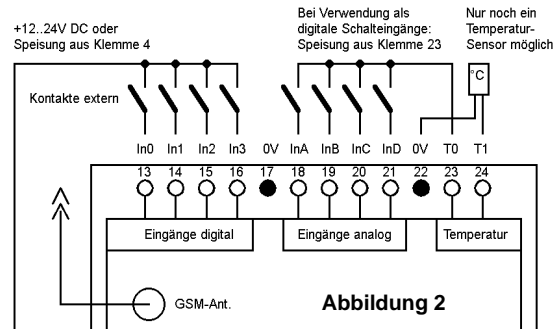 +12..24V DC oder
Speisung aus Klemme 4
Bei Verwendung als
digitale Schalteingänge:
Speisung aus Klemme 23
Nur noch ein
Temperatur-
Sensor möglich
°C
Kontakte extern
In0 In1 In2 In3 0V InA InB InC InD 0V T0 T1
13 14 15 16 17 18 19 20 21 22 23 24
Eingänge digital Eingänge analog Temperatur
GSM-Ant.
Abbildung 2